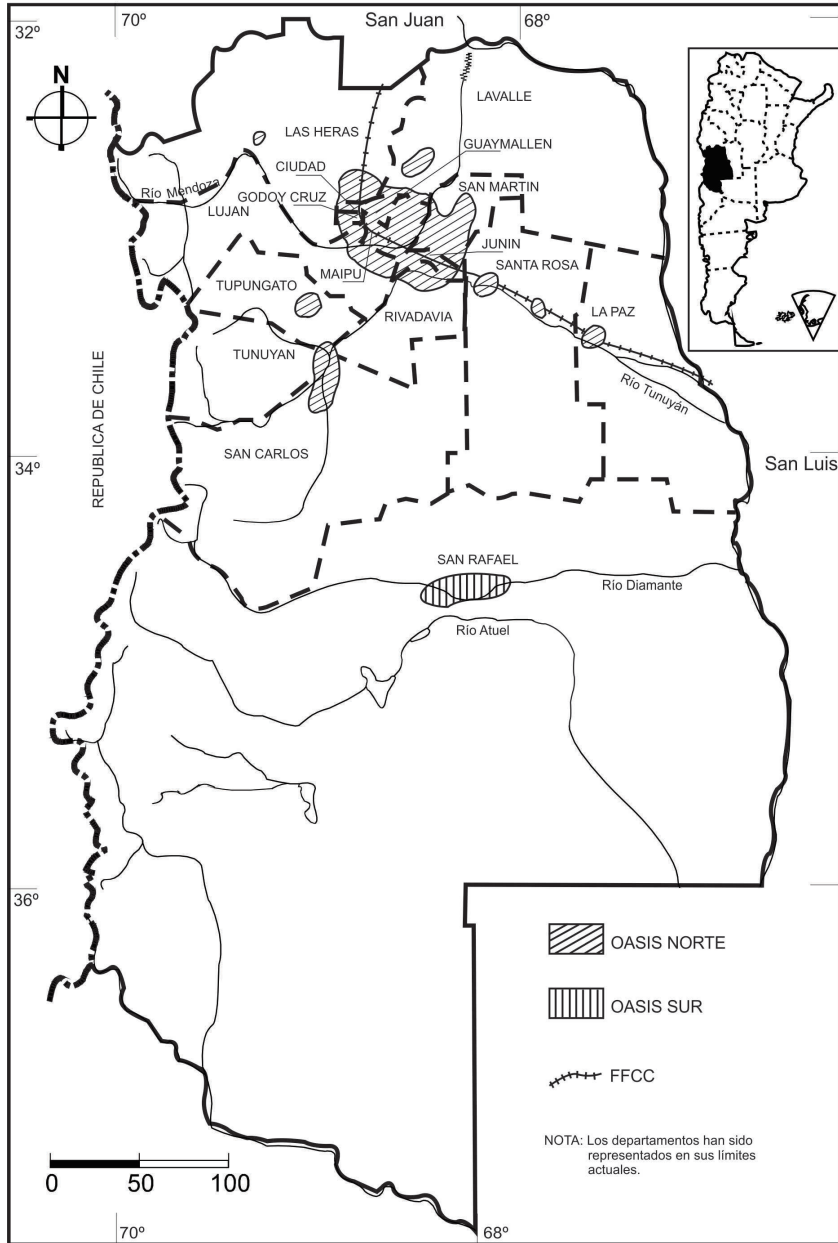 32º
70º
San Juan
68º
N
LAVALLE
LAS HERAS
GUAYMALLEN
CIUDAD
SAN MARTIN
Río Mendoza
GODOY CRUZ
LUJAN
JUNIN
MAIPU
SANTA ROSA
TUPUNGATO
RIVADAVIA
LA PAZ
TUNUYAN
Río Tunuyán
REPUBLICA DE CHILE
SAN CARLOS
34º
San Luis
SAN RAFAEL
Río Diamante
Río Atuel
36º
OASIS NORTE
OASIS SUR
FFCC
NOTA: Los departamentos han sido
representados en sus límites
actuales.
0 50 100
70º
68º